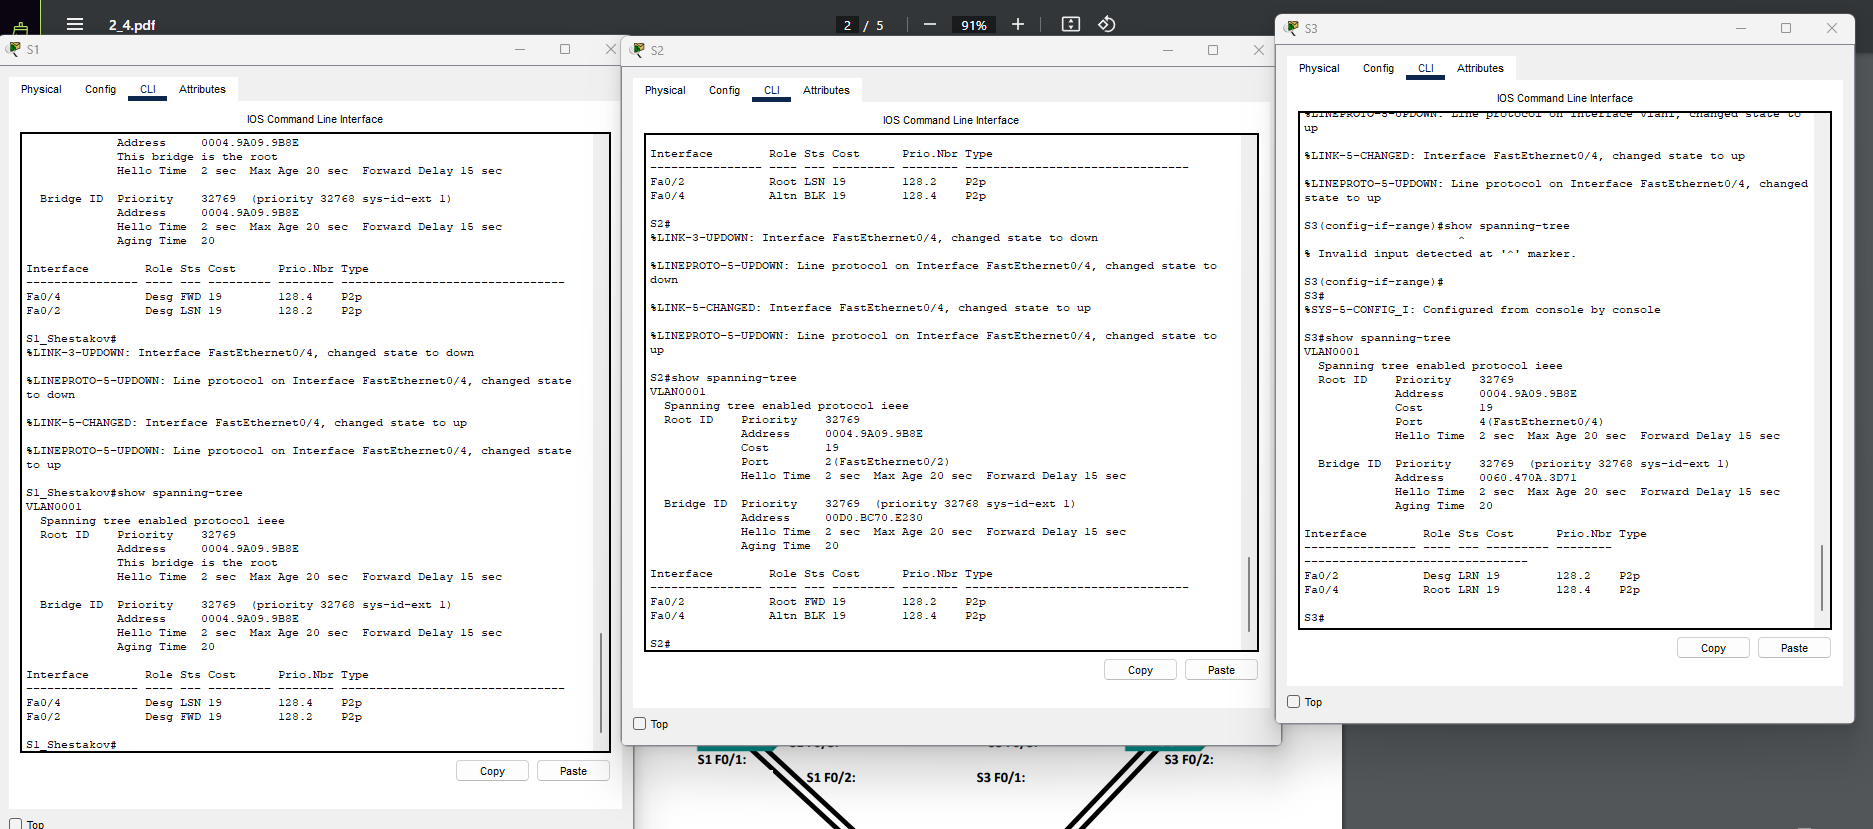 2_4.pdf
2 / 5
91%
S1
Physical Config CLI Attributes
IOS Command Line Interface
Address 0004.9A09.9B8E
This bridge is the root
Hello Time 2 sec Max Age 20 sec Forward Delay 15 sec
Bridge ID Priority 32769 (priority 32768 sys-id-ext 1)
Address 0004.9A09.9B8E
Hello Time 2 sec Max Age 20 sec Forward Delay 15 sec
Aging Time 20
Interface Role Sts Cost Prio.Nbr Type
---------------- ---- --- --------- -------- --------------------------------
Fa0/4 Desg FWD 19 128.4 P2p
Fa0/2 Desg LSN 19 128.2 P2p
S1_Shestakov#
%LINK-3-UPDOWN: Interface FastEthernet0/4, changed state to down
%LINEPROTO-5-UPDOWN: Line protocol on Interface FastEthernet0/4, changed state
to down
%LINK-5-CHANGED: Interface FastEthernet0/4, changed state to up
%LINEPROTO-5-UPDOWN: Line protocol on Interface FastEthernet0/4, changed state
to up
S1_Shestakov#show spanning-tree
VLAN0001
Spanning tree enabled protocol ieee
Root ID Priority 32769
Address 0004.9A09.9B8E
This bridge is the root
Hello Time 2 sec Max Age 20 sec Forward Delay 15 sec
Bridge ID Priority 32769 (priority 32768 sys-id-ext 1)
Address 0004.9A09.9B8E
Hello Time 2 sec Max Age 20 sec Forward Delay 15 sec
Aging Time 20
Interface Role Sts Cost Prio.Nbr Type
---------------- ---- --- --------- -------- --------------------------------
Fa0/4 Desg LSN 19 128.4 P2p
Fa0/2 Desg FWD 19 128.2 P2p
S1_Shestakov#
Copy Paste
Top
S2
Physical Config CLI Attributes
IOS Command Line Interface
Interface Role Sts Cost Prio.Nbr Type
---------------- ---- --- --------- -------- --------------------------------
Fa0/2 Root LSN 19 128.2 P2p
Fa0/4 Altn BLK 19 128.4 P2p
S2#
%LINK-3-UPDOWN: Interface FastEthernet0/4, changed state to down
%LINEPROTO-5-UPDOWN: Line protocol on Interface FastEthernet0/4, changed state to
down
%LINK-5-CHANGED: Interface FastEthernet0/4, changed state to up
%LINEPROTO-5-UPDOWN: Line protocol on Interface FastEthernet0/4, changed state to
up
S2#show spanning-tree
VLAN0001
Spanning tree enabled protocol ieee
Root ID Priority 32769
Address 0004.9A09.9B8E
Cost 19
Port 2(FastEthernet0/2)
Hello Time 2 sec Max Age 20 sec Forward Delay 15 sec
Bridge ID Priority 32769 (priority 32768 sys-id-ext 1)
Address 00D0.BC70.E230
Hello Time 2 sec Max Age 20 sec Forward Delay 15 sec
Aging Time 20
Interface Role Sts Cost Prio.Nbr Type
---------------- ---- --- --------- -------- --------------------------------
Fa0/2 Root FWD 19 128.2 P2p
Fa0/4 Altn BLK 19 128.4 P2p
S2#
Copy Paste
Top
S3
Physical Config CLI Attributes
IOS Command Line Interface
%LINEPROTO-5-UPDOWN: Line protocol on Interface Vlan1, changed state to
up
%LINK-5-CHANGED: Interface FastEthernet0/4, changed state to up
%LINEPROTO-5-UPDOWN: Line protocol on Interface FastEthernet0/4, changed
state to up
S3(config-if-range)#show spanning-tree
^
% Invalid input detected at '^' marker.
S3(config-if-range)#
S3#
%SYS-5-CONFIG_I: Configured from console by console
S3#show spanning-tree
VLAN0001
Spanning tree enabled protocol ieee
Root ID Priority 32769
Address 0004.9A09.9B8E
Cost 19
Port 4(FastEthernet0/4)
Hello Time 2 sec Max Age 20 sec Forward Delay 15 sec
Bridge ID Priority 32769 (priority 32768 sys-id-ext 1)
Address 0060.470A.3D71
Hello Time 2 sec Max Age 20 sec Forward Delay 15 sec
Aging Time 20
Interface Role Sts Cost Prio.Nbr Type
---------------- ---- --- --------- --------
--------------------------------
Fa0/2 Desg LRN 19 128.2 P2p
Fa0/4 Root LRN 19 128.4 P2p
S3#
Copy Paste
Top
S1 F0/1:
S1 F0/2:
S3 F0/1:
S3 F0/2: